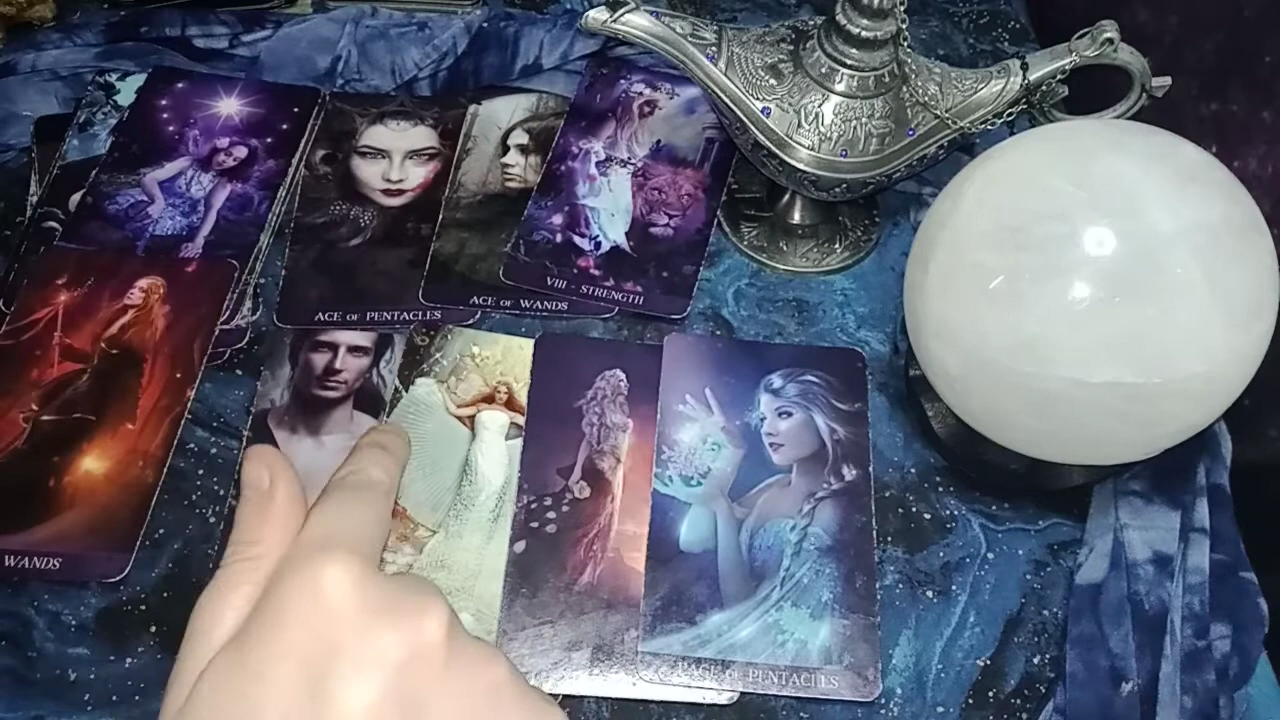 ACE OF PENTACLES
ACE OF WANDS
VIII - STRENGTH
WANDS
PAGE OF PENTACLES